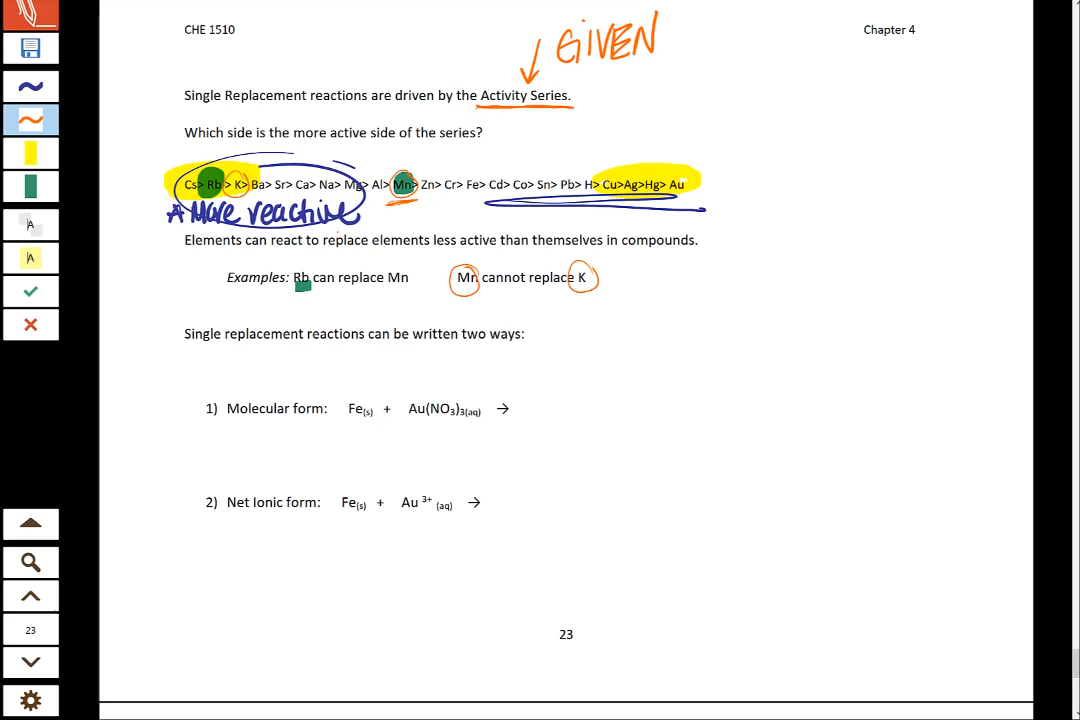 CHE 1510 Chapter 4
GIVEN
Single Replacement reactions are driven by the Activity Series.
Which side is the more active side of the series?
Cs> Rb > K> Ba> Sr> Ca> Na> Mg> Al> Mn> Zn> Cr> Fe> Cd> Co> Sn> Pb> H> Cu>Ag>Hg> Au
More reactive
Elements can react to replace elements less active than themselves in compounds.
Examples: Rb can replace Mn Mn cannot replace K
Single replacement reactions can be written two ways:
1) Molecular form: Fe(s) + Au(NO3)3(aq) →
2) Net Ionic form: Fe(s) + Au 3+ (aq) →
23
A
A
23